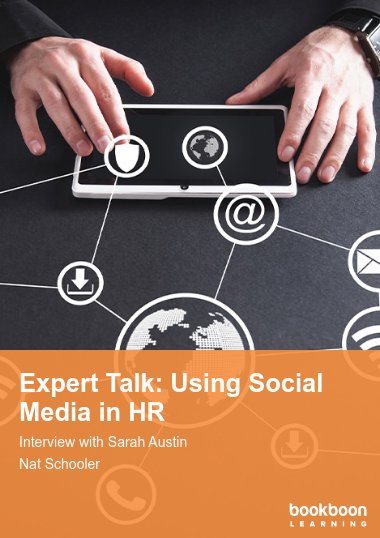 @
Expert Talk: Using Social
Media in HR
Interview with Sarah Austin
Nat Schooler
bookboon
LEARNING